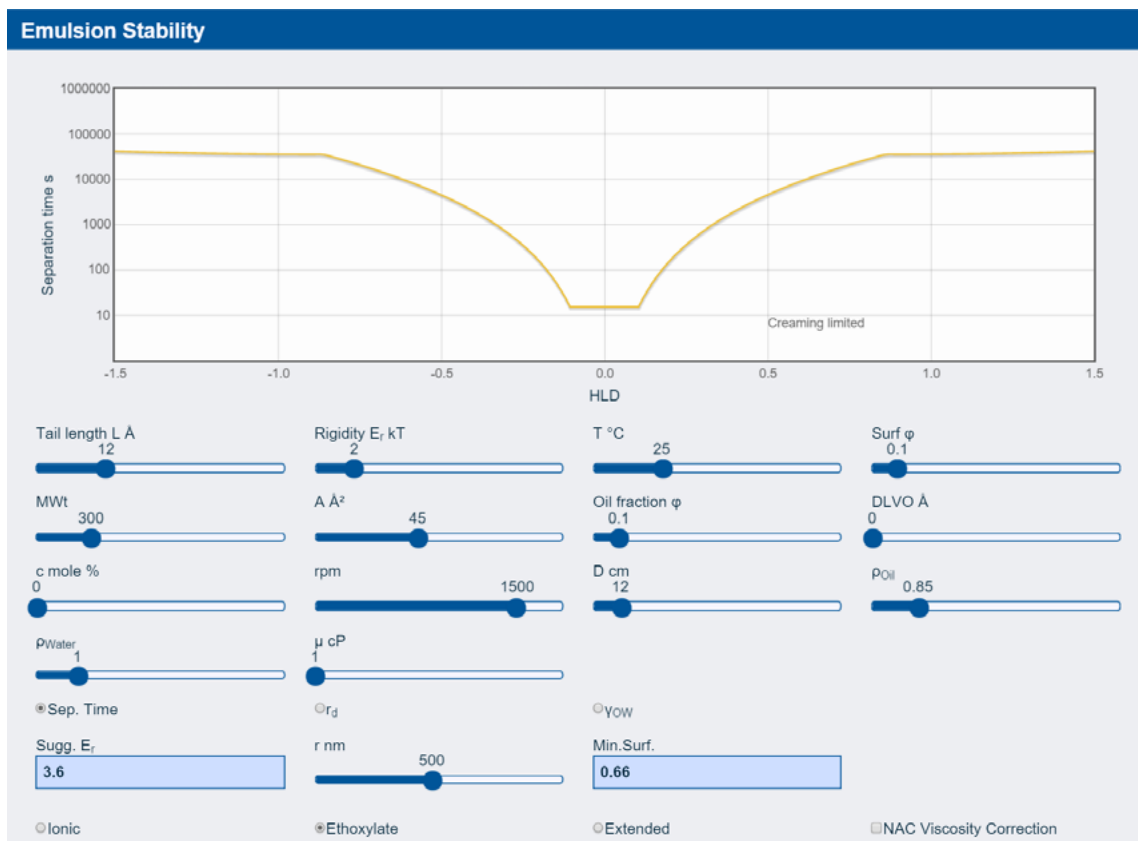 Emulsion Stability
1000000
100000
10000
1000
100
10
Separation time s
Creaming limited
-1.5 -1.0 -0.5 0.0 0.5 1.0 1.5
HLD
Tail length L Å Rigidity Eᵣ kT T °C Surf φ
12 2 25 0.1
MWt A Å² Oil fraction φ DLVO Å
300 45 0.1 0
c mole % rpm D cm ρOil
0 1500 12 0.85
ρWater μ cP
1 1
Sep. Time rd γOW
Sugg. Eᵣ r nm Min.Surf.
3.6 500 0.66
Ionic Ethoxylate Extended NAC Viscosity Correction